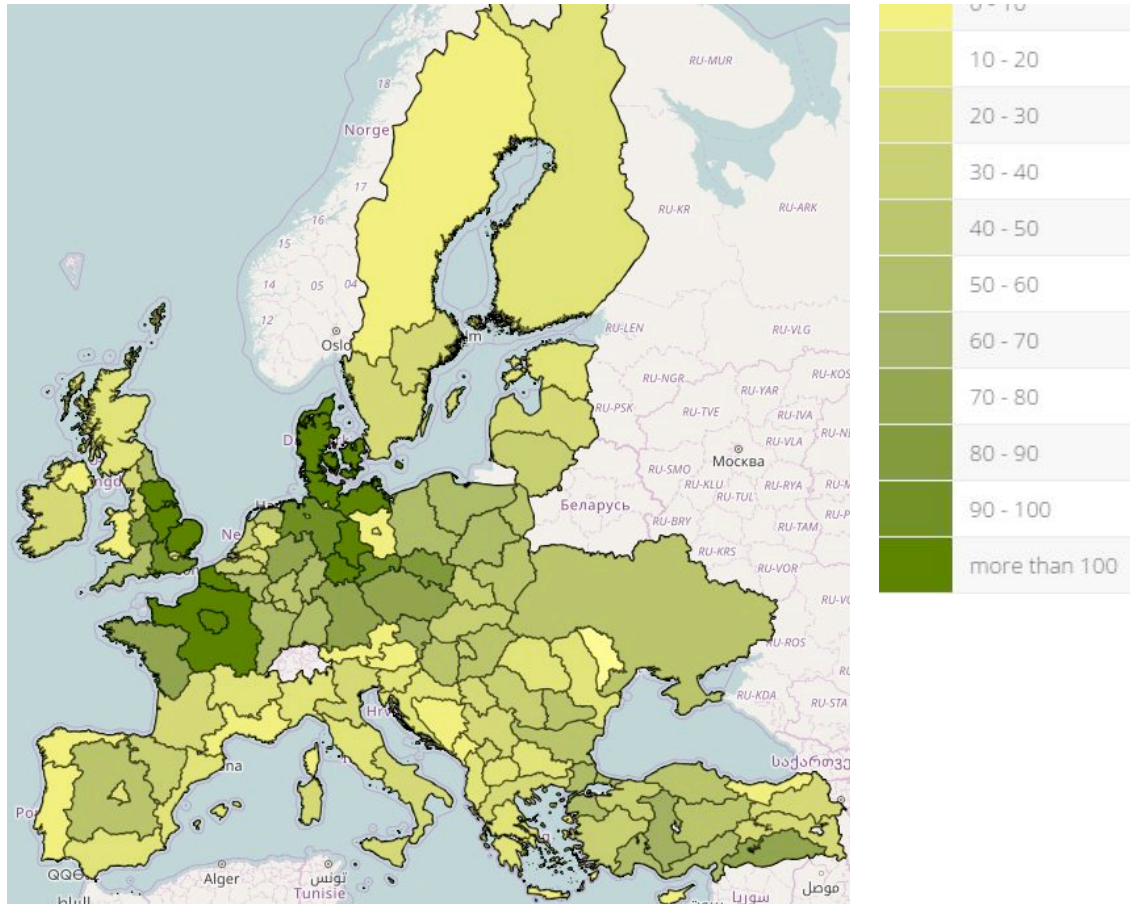 RU-MUR
18
Norge
17
RU-KR
RU-ARK
16
15
14
05
04
12
Oslo
lm
RU-LEN
RU-VLG
RU-NGR
RU-YAR
RU-KOS
RU-PSK
RU-TVE
RU-IVA
RU-VLA
RU-SMO
Москва
RU-KLU
RU-RYA
RU-TUL
Беларусь
RU-BRY
RU-TAM
RU-KRS
RU-VOR
RU-ROS
RU-KDA
RU-STA
Hrv
na
Alger
تونس
Tunisie
سوريا
موصل
10 - 20
20 - 30
30 - 40
40 - 50
50 - 60
60 - 70
70 - 80
80 - 90
90 - 100
more than 100